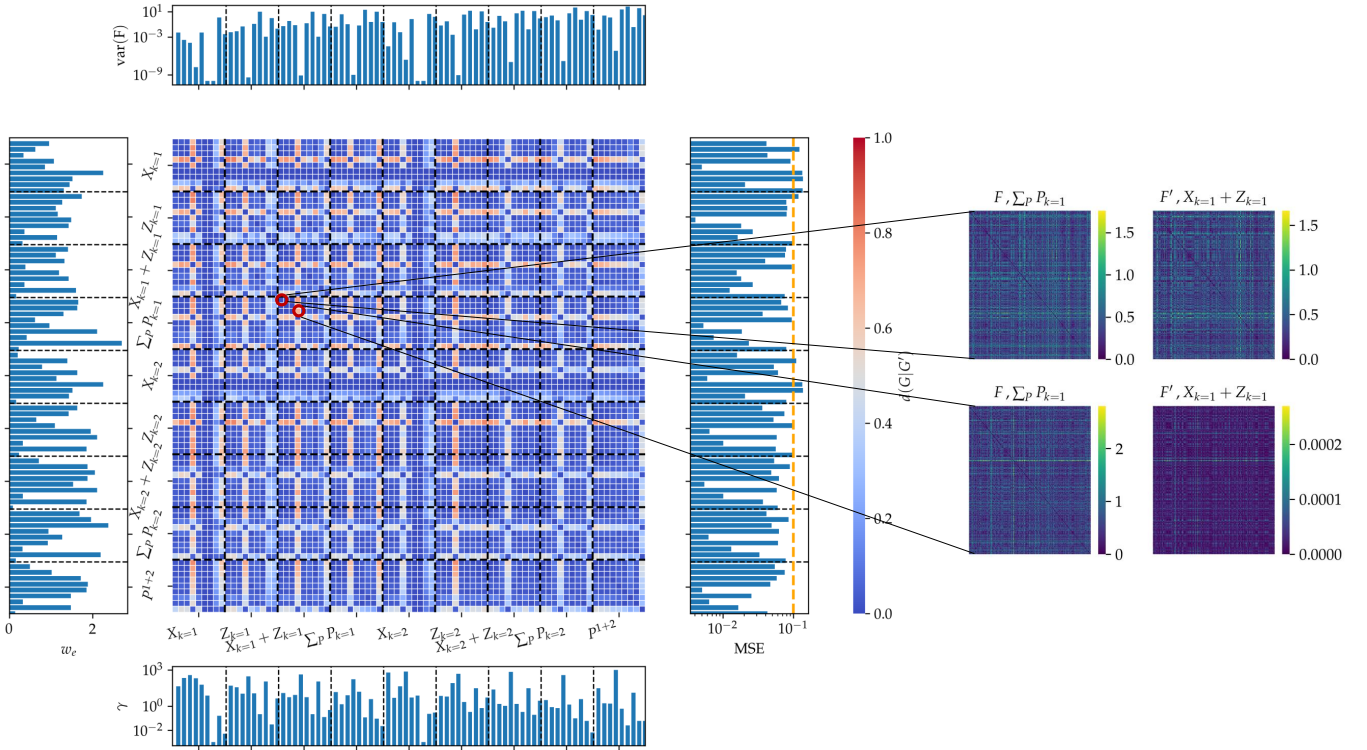 var(F)
10¹
10⁻³
10⁻⁹
X_{k=1}
Z_{k=1}
X_{k=1} + Z_{k=1}
∑_p P_{k=1}
X_{k=2}
Z_{k=2}
X_{k=2} + Z_{k=2}
∑_p P_{k=2}
P^{1+2}
0
2
w_e
X_{k=1}
Z_{k=1}
X_{k=1} + Z_{k=1}
∑_p P_{k=1}
X_{k=2}
Z_{k=2}
X_{k=2} + Z_{k=2}
∑_p P_{k=2}
P^{1+2}
10⁻²
10⁻¹
MSE
1.0
0.8
0.6
0.4
0.2
0.0
d(G|G′)
F, ∑_p P_{k=1}
1.5
1.0
0.5
0.0
F′, X_{k=1} + Z_{k=1}
1.5
1.0
0.5
0.0
F, ∑_p P_{k=1}
2
1
0
F′, X_{k=1} + Z_{k=1}
0.0002
0.0001
0.0000
γ
10³
10⁰
10⁻²